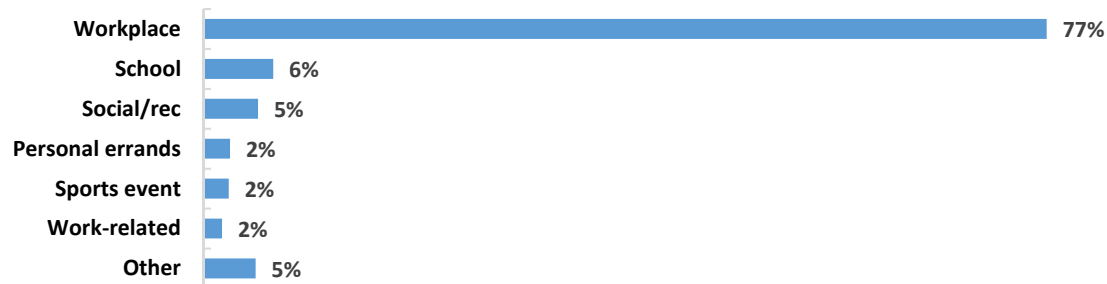 Workplace 77%
School 6%
Social/rec 5%
Personal errands 2%
Sports event 2%
Work-related 2%
Other 5%